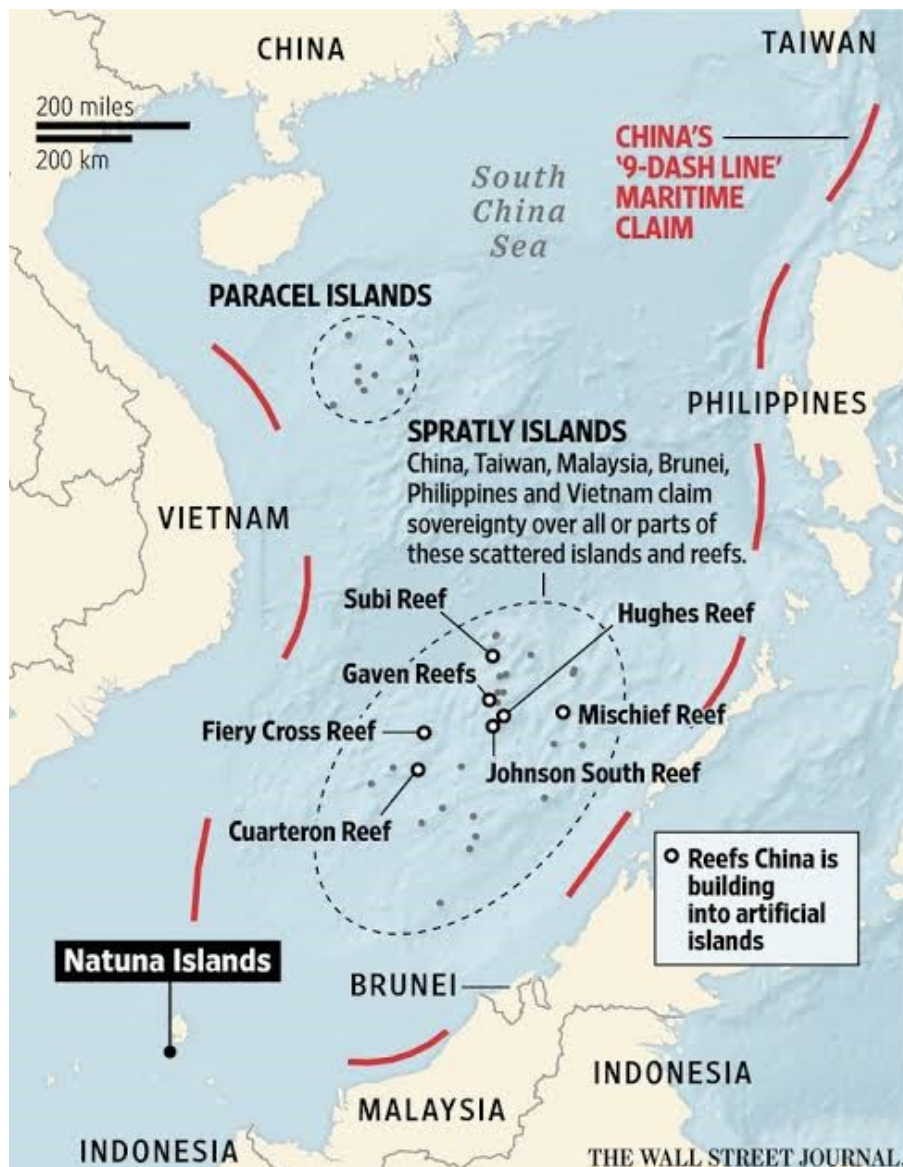 CHINA
TAIWAN
200 miles
200 km
CHINA'S
'9-DASH LINE'
MARITIME
CLAIM
South
China
Sea
PARACEL ISLANDS
PHILIPPINES
SPRATLY ISLANDS
China, Taiwan, Malaysia, Brunei,
Philippines and Vietnam claim
sovereignty over all or parts of
these scattered islands and reefs.
VIETNAM
Subi Reef
Hughes Reef
Gaven Reefs
Mischief Reef
Fiery Cross Reef
Johnson South Reef
Cuarteron Reef
Reefs China is
building
into artificial
islands
Natuna Islands
BRUNEI
INDONESIA
MALAYSIA
INDONESIA
THE WALL STREET JOURNAL.